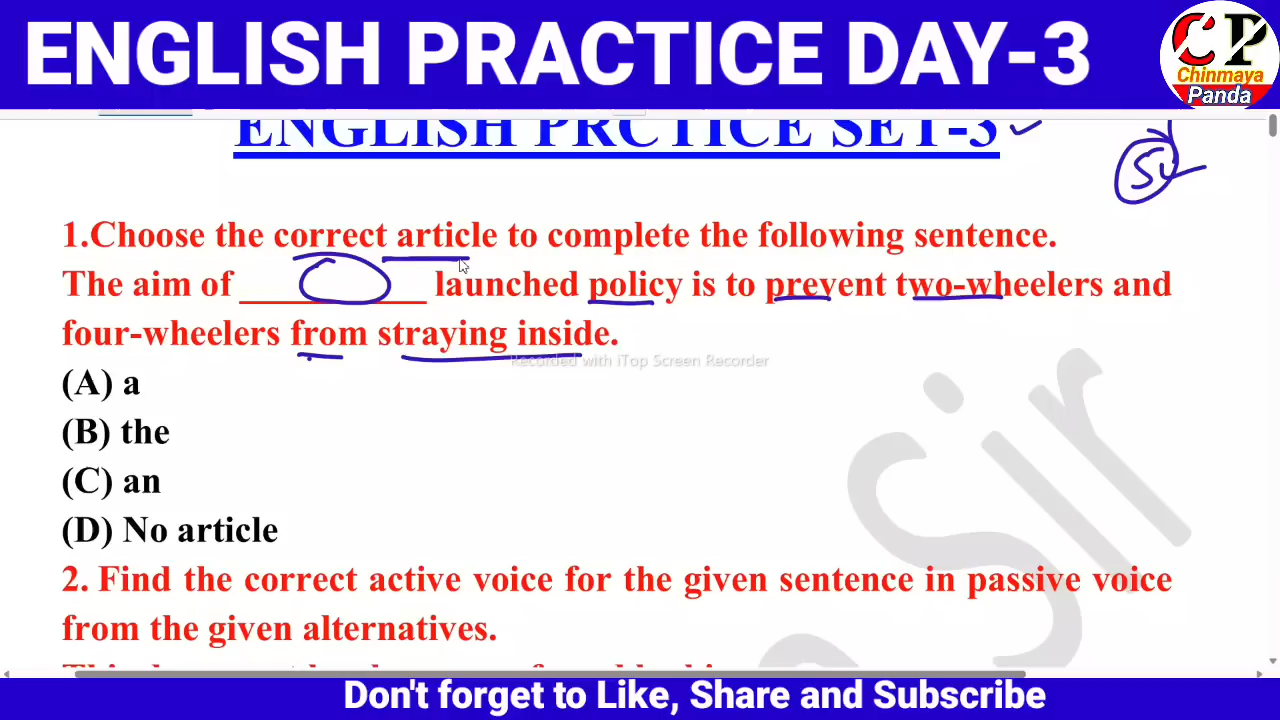 ENGLISH PRACTICE DAY-3
CP
Chinmaya
Panda
ENGLISH PRCTICE SET-3
1.Choose the correct article to complete the following sentence.
The aim of __________ launched policy is to prevent two-wheelers and
four-wheelers from straying inside.
Recorded with iTop Screen Recorder
(A) a
(B) the
(C) an
(D) No article
Sir
2. Find the correct active voice for the given sentence in passive voice
from the given alternatives.
Don't forget to Like, Share and Subscribe